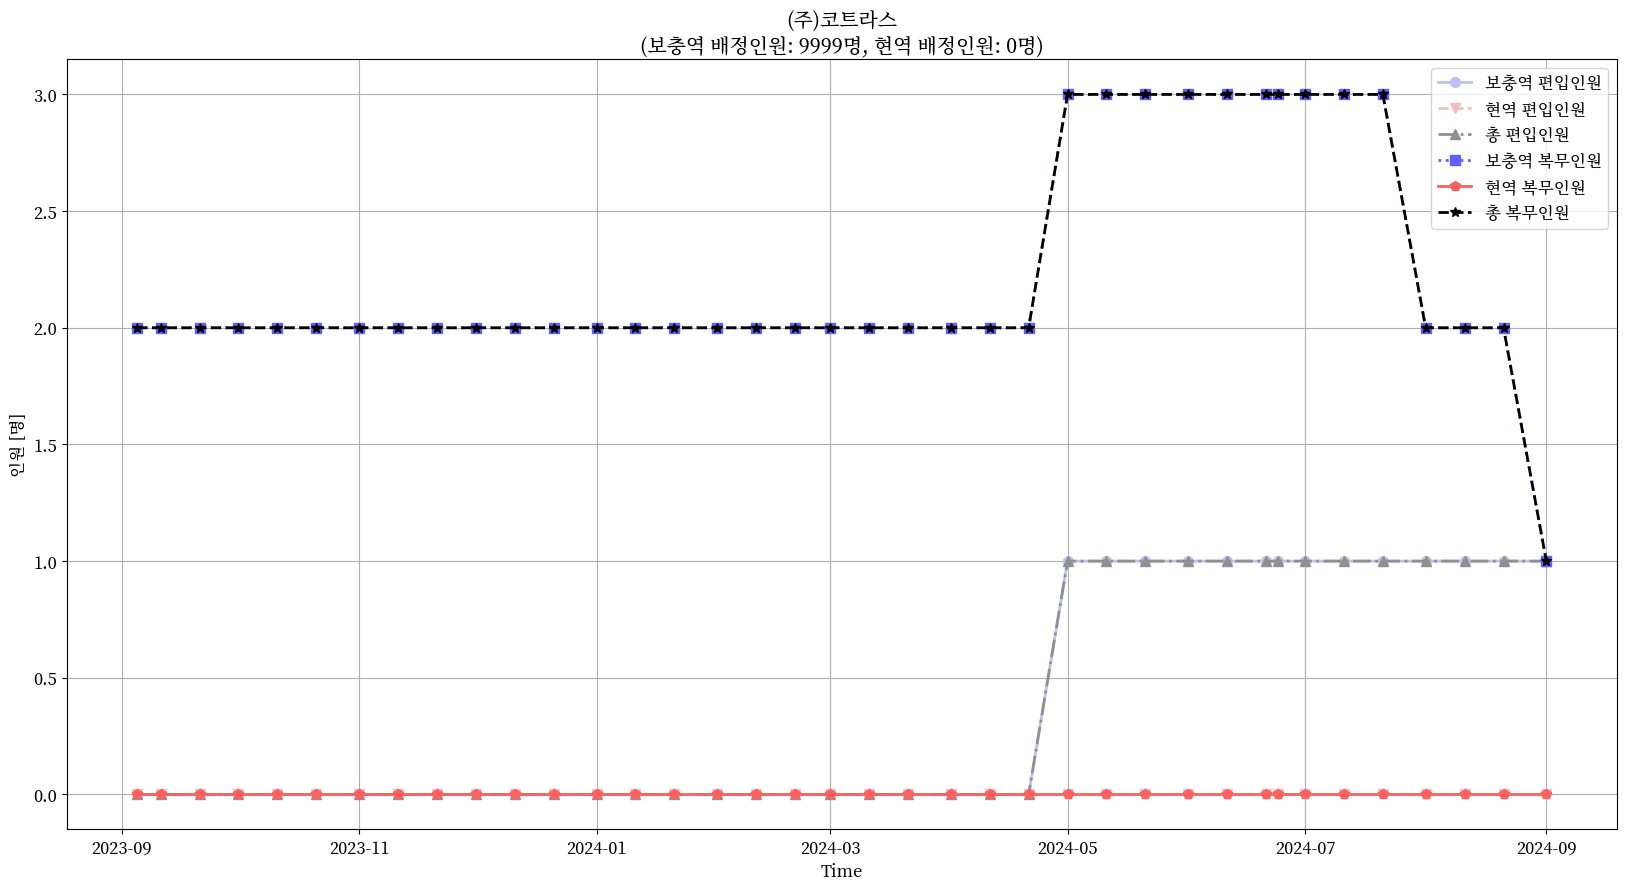 (주)코트라스
(보충역 배정인원: 9999명, 현역 배정인원: 0명)
보충역 편입인원
현역 편입인원
총 편입인원
보충역 복무인원
현역 복무인원
총 복무인원
3.0
2.5
2.0
1.5
1.0
0.5
0.0
인원 [명]
2023-09 2023-11 2024-01 2024-03 2024-05 2024-07 2024-09
Time